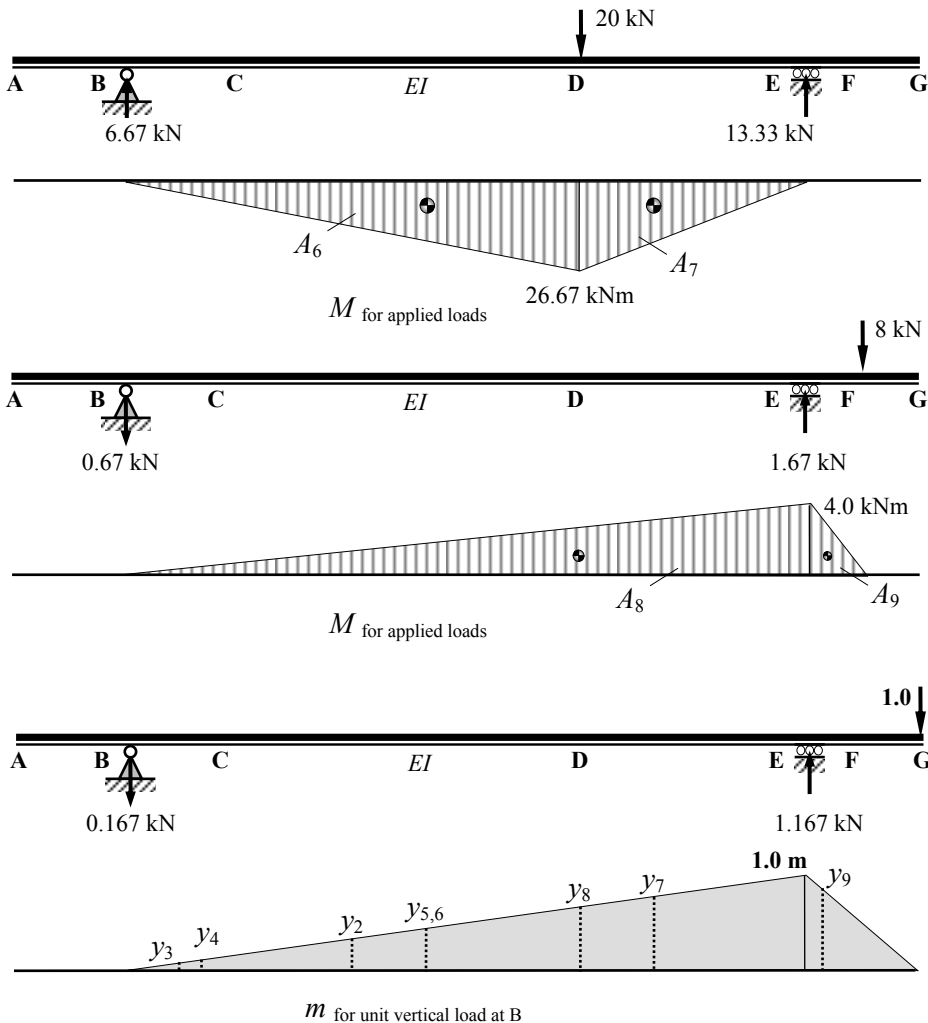 20 kN
A B C EI D E F G
6.67 kN 13.33 kN
A6 A7
26.67 kNm
M for applied loads
8 kN
A B C EI D E F G
0.67 kN 1.67 kN
4.0 kNm
A8 A9
M for applied loads
1.0
A B C EI D E F G
0.167 kN 1.167 kN
1.0 m
y3 y4 y2 y5,6 y8 y7 y9
m for unit vertical load at B